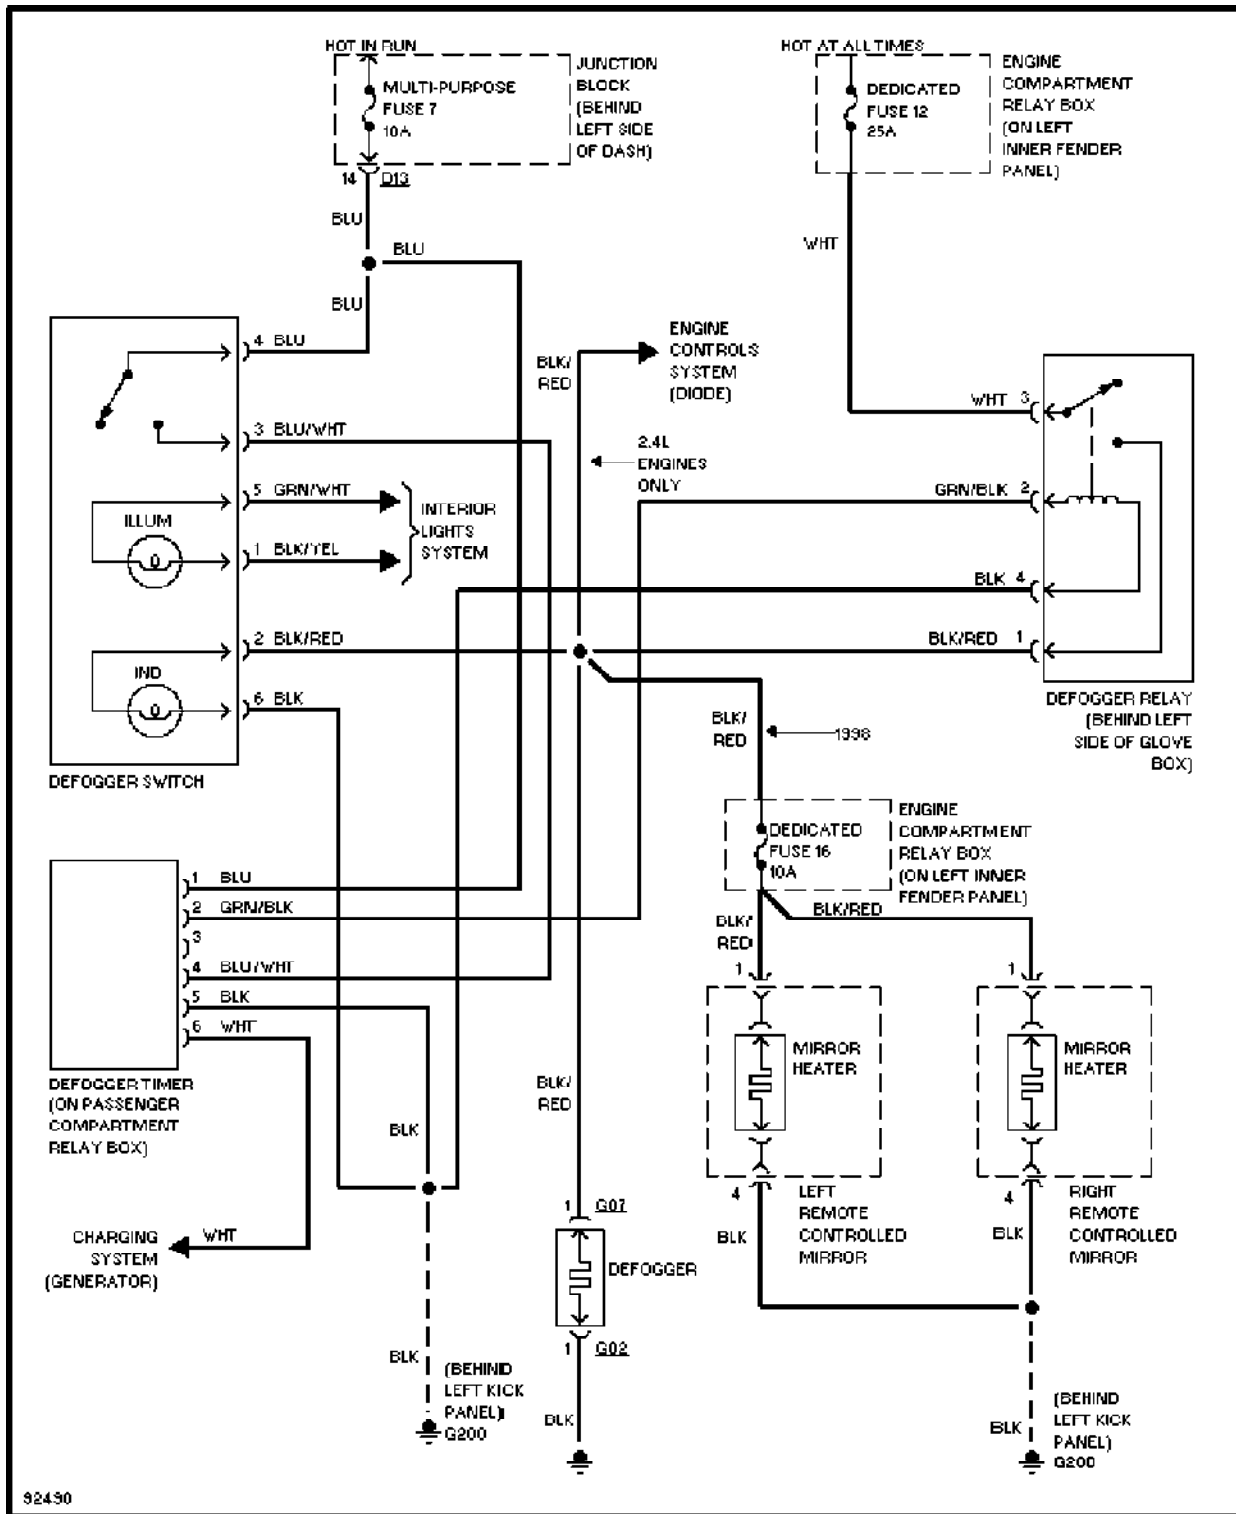 HOT IN RUN
MULTI-PURPOSE
FUSE 7
10A
JUNCTION
BLOCK
(BEHIND
LEFT SIDE
OF DASH)
14 D13
BLU
BLU
BLU
HOT AT ALL TIMES
DEDICATED
FUSE 12
25A
ENGINE
COMPARTMENT
RELAY BOX
(ON LEFT
INNER FENDER
PANEL)
WHT
4 BLU
3 BLU/WHT
5 GRN/WHT
ILLUM
1 BLK/YEL
INTERIOR
LIGHTS
SYSTEM
2 BLK/RED
IND
6 BLK
DEFOGGER SWITCH
BLK/
RED
ENGINE
CONTROLS
SYSTEM
(DIODE)
2.4L
ENGINES
ONLY
WHT 3
GRN/BLK 2
BLK 4
BLK/RED 1
DEFOGGER RELAY
(BEHIND LEFT
SIDE OF GLOVE
BOX)
BLK/
RED
1998
DEDICATED
FUSE 16
10A
ENGINE
COMPARTMENT
RELAY BOX
(ON LEFT INNER
FENDER PANEL)
BLK/
RED
BLK/RED
1 BLU
2 GRN/BLK
3
4 BLU/WHT
5 BLK
6 WHT
DEFOGGER TIMER
(ON PASSENGER
COMPARTMENT
RELAY BOX)
CHARGING
SYSTEM
(GENERATOR)
WHT
BLK
BLK
(BEHIND
LEFT KICK
PANEL)
G200
BLK/
RED
1 G07
DEFOGGER
1 G02
BLK
1
MIRROR
HEATER
4
LEFT
REMOTE
CONTROLLED
MIRROR
BLK
1
MIRROR
HEATER
4
RIGHT
REMOTE
CONTROLLED
MIRROR
BLK
BLK
(BEHIND
LEFT KICK
PANEL)
G200
92490